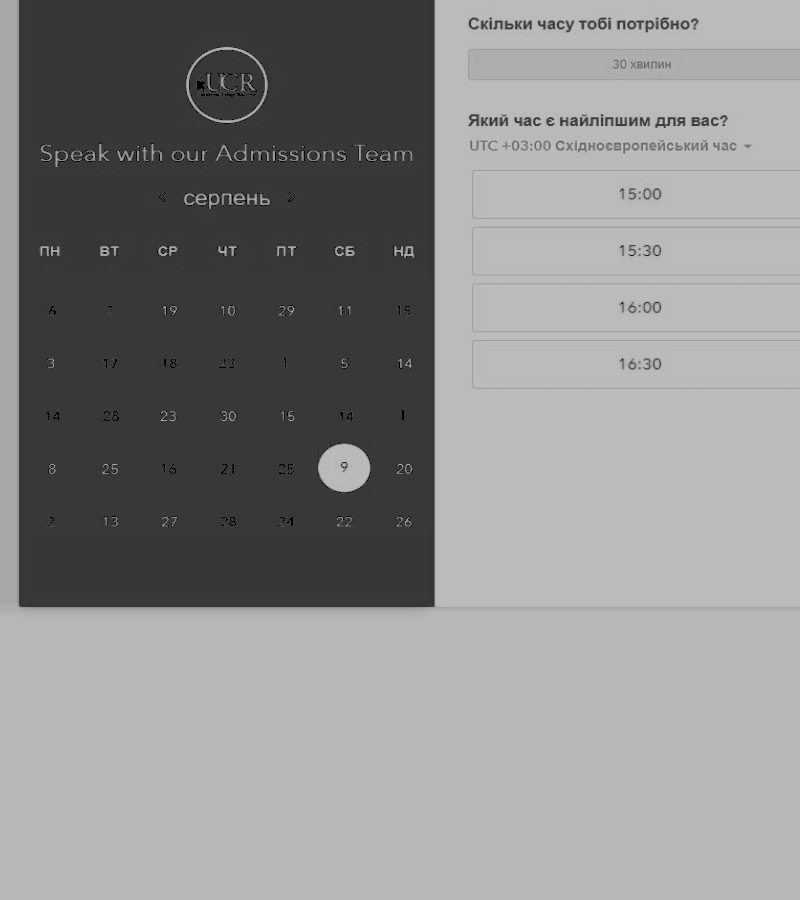 UCR
Speak with our Admissions Team
серпень
ПН ВТ СР ЧТ ПТ СБ НД
6 2 19 10 29 11 15
3 17 18 22 1 5 14
14 28 23 30 15 14 1
8 25 16 21 25 9 20
2 13 27 28 24 22 26
Скільки часу тобі потрібно?
30 хвилин
Який час є найліпшим для вас?
UTC +03:00 Східноєвропейський час
15:00
15:30
16:00
16:30